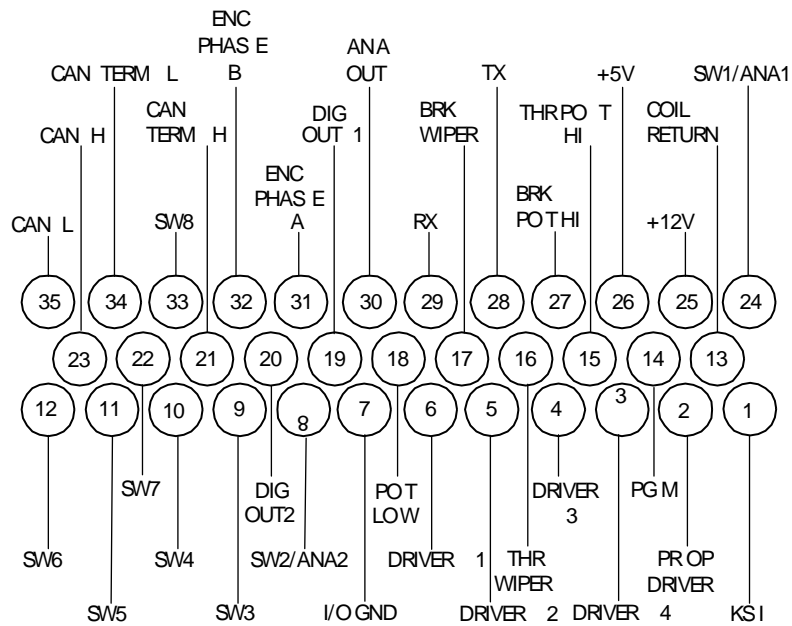 ENC
PHASE
B
ANA
OUT
CAN TERM L
TX
+5V
SW1/ANA1
CAN
TERM H
DIG
OUT 1
BRK
WIPER
THR POT
HI
COIL
RETURN
CAN H
ENC
PHASE
A
BRK
POT HI
CAN L
SW8
RX
+12V
35 34 33 32 31 30 29 28 27 26 25 24
23 22 21 20 19 18 17 16 15 14 13
12 11 10 9 8 7 6 5 4 3 2 1
SW7
DIG
OUT2
POT
LOW
DRIVER
3
PGM
SW6
SW4
SW2/ANA2
DRIVER 1
THR
WIPER
PROP
DRIVER
SW5
SW3
I/O GND
DRIVER 2
DRIVER 4
KSI